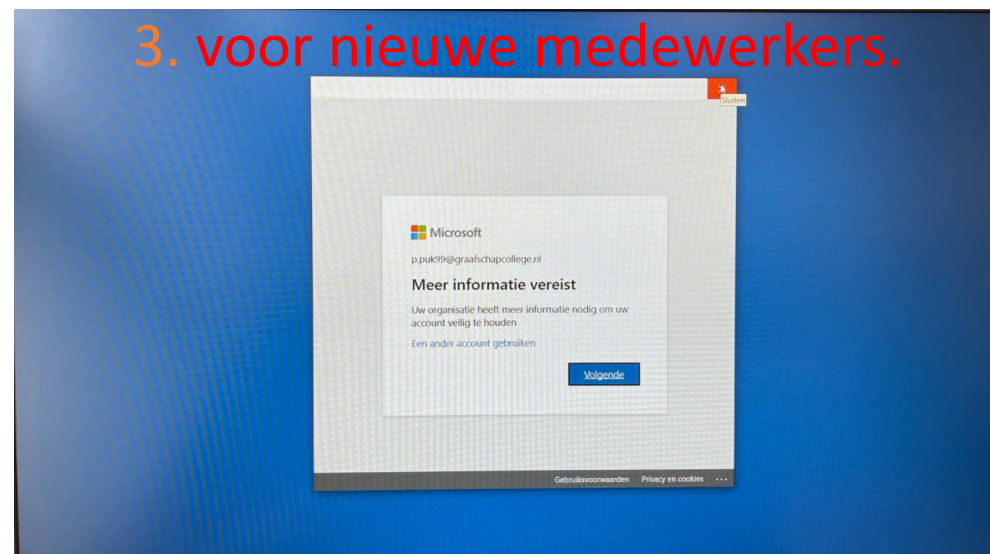 3. voor nieuwe medewerkers.
Sluiten
Microsoft
p.puk99@graafschapcollege.nl
Meer informatie vereist
Uw organisatie heeft meer informatie nodig om uw
account veilig te houden
Een ander account gebruiken
Volgende
Gebruiksvoorwaarden Privacy en cookies ...